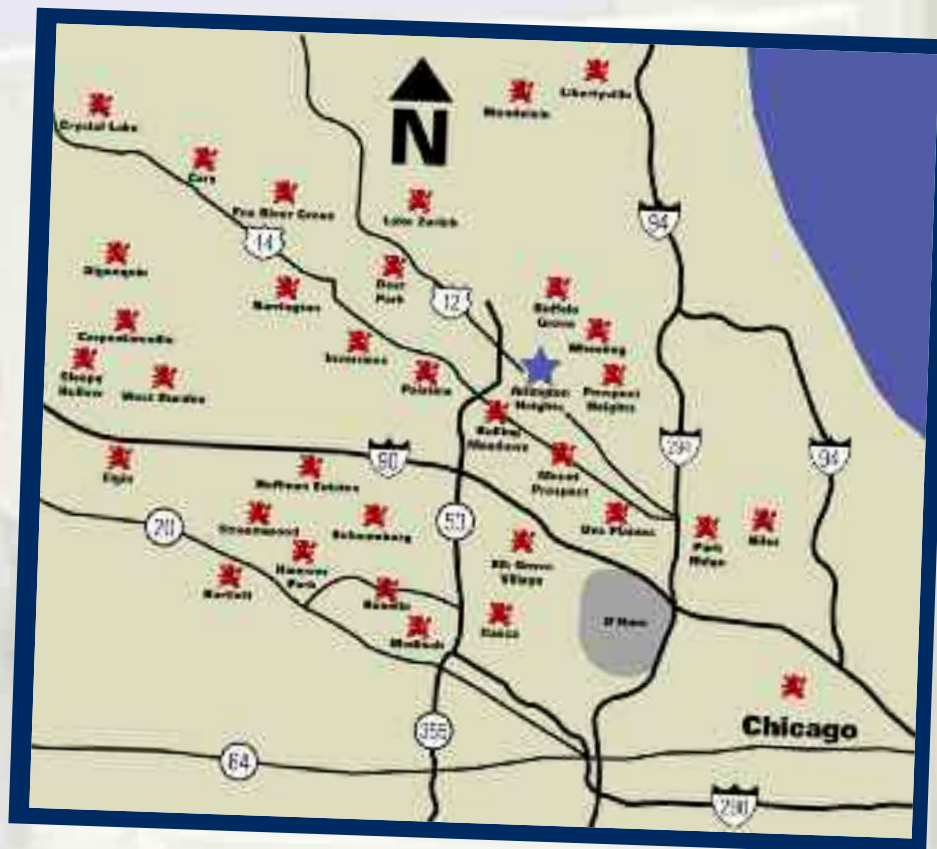 Libertyville
Mundelein
Crystal Lake
N
Cary
Fox River Grove
Lake Zurich
94
14
Algonquin
Deer
Park
Barrington
12
Buffalo
Grove
Carpentersville
Wheeling
Inverness
Sleepy
Hollow
West Dundee
Palatine
Arlington
Heights
Prospect
Heights
Rolling
Meadows
294
94
90
Elgin
Hoffman Estates
Mount
Prospect
20
Streamwood
Schaumburg
53
Des Plaines
Park
Ridge
Niles
Hanover
Park
Elk Grove
Village
Bartlett
Roselle
Itasca
O'Hare
Medinah
Chicago
355
64
290